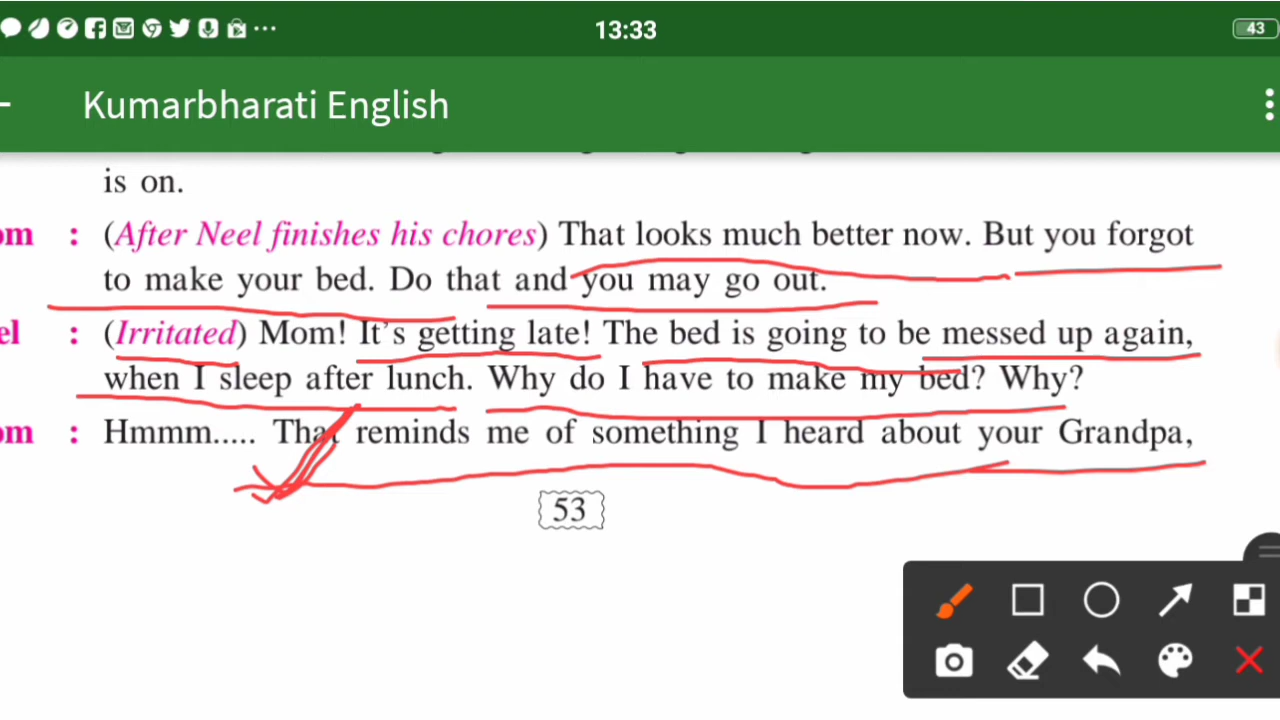 13:33
43
Kumarbharati English
is on.
om : (After Neel finishes his chores) That looks much better now. But you forgot
to make your bed. Do that and you may go out.
el : (Irritated) Mom! It's getting late! The bed is going to be messed up again,
when I sleep after lunch. Why do I have to make my bed? Why?
om : Hmmm..... That reminds me of something I heard about your Grandpa,
53